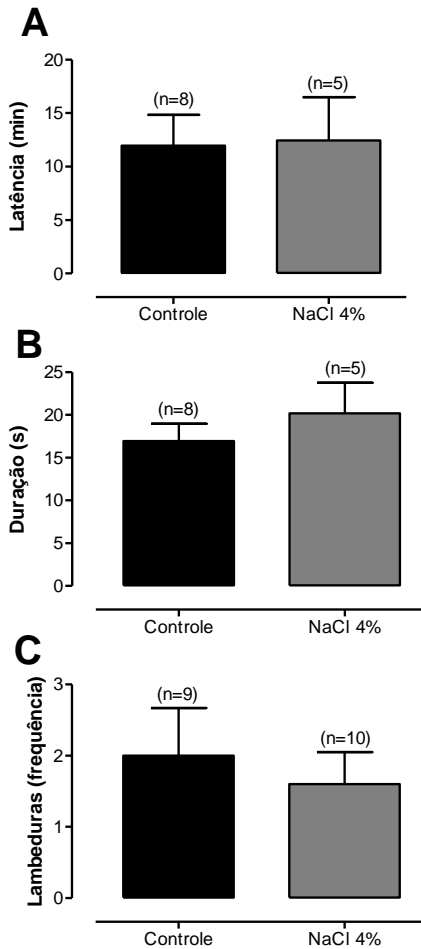 A
Latência (min)
20
15
10
5
0
(n=8)
(n=5)
Controle
NaCl 4%
B
Duração (s)
25
20
15
10
5
0
(n=8)
(n=5)
Controle
NaCl 4%
C
Lambeduras (frequência)
3
2
1
0
(n=9)
(n=10)
Controle
NaCl 4%